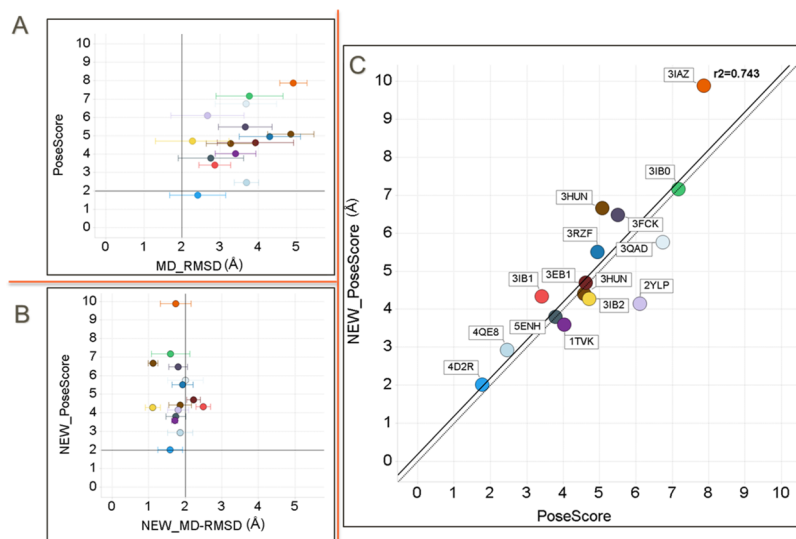 A
10
9
8
7
6
5
4
3
2
1
0
PoseScore
0 1 2 3 4 5
MD_RMSD (Å)
B
10
9
8
7
6
5
4
3
2
1
0
NEW_PoseScore
0 1 2 3 4 5
NEW_MD-RMSD (Å)
C
10
9
8
7
6
5
4
3
2
1
0
NEW_PoseScore (Å)
3IAZ
r2=0.743
3IB0
3HUN
3FCK
3RZF
3QAD
3EB1
3HUN
3IB1
2YLP
3IB2
5ENH
1TVK
4QE8
4D2R
0 1 2 3 4 5 6 7 8 9 10
PoseScore